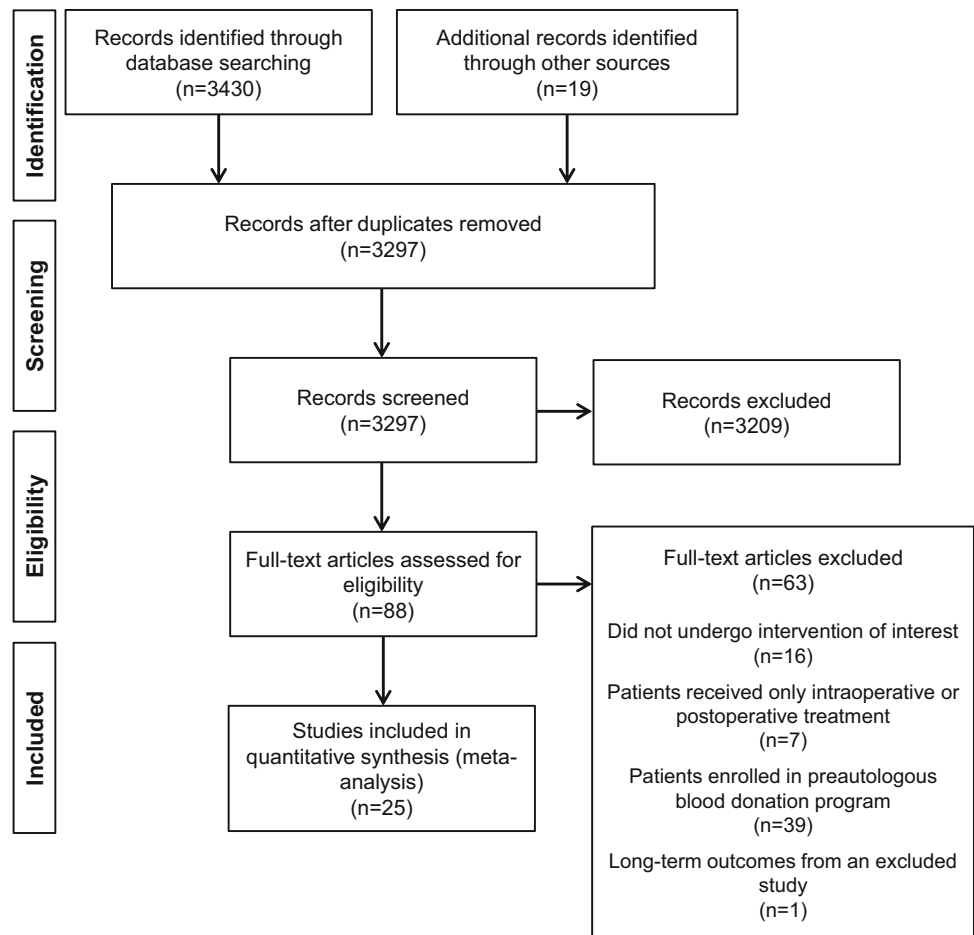 Identification
Records identified through
database searching
(n=3430)
Additional records identified
through other sources
(n=19)
Records after duplicates removed
(n=3297)
Screening
Records screened
(n=3297)
Records excluded
(n=3209)
Eligibility
Full-text articles assessed for
eligibility
(n=88)
Full-text articles excluded
(n=63)
Did not undergo intervention of interest
(n=16)
Patients received only intraoperative or
postoperative treatment
(n=7)
Patients enrolled in preautologous
blood donation program
(n=39)
Long-term outcomes from an excluded
study
(n=1)
Included
Studies included in
quantitative synthesis (meta-
analysis)
(n=25)